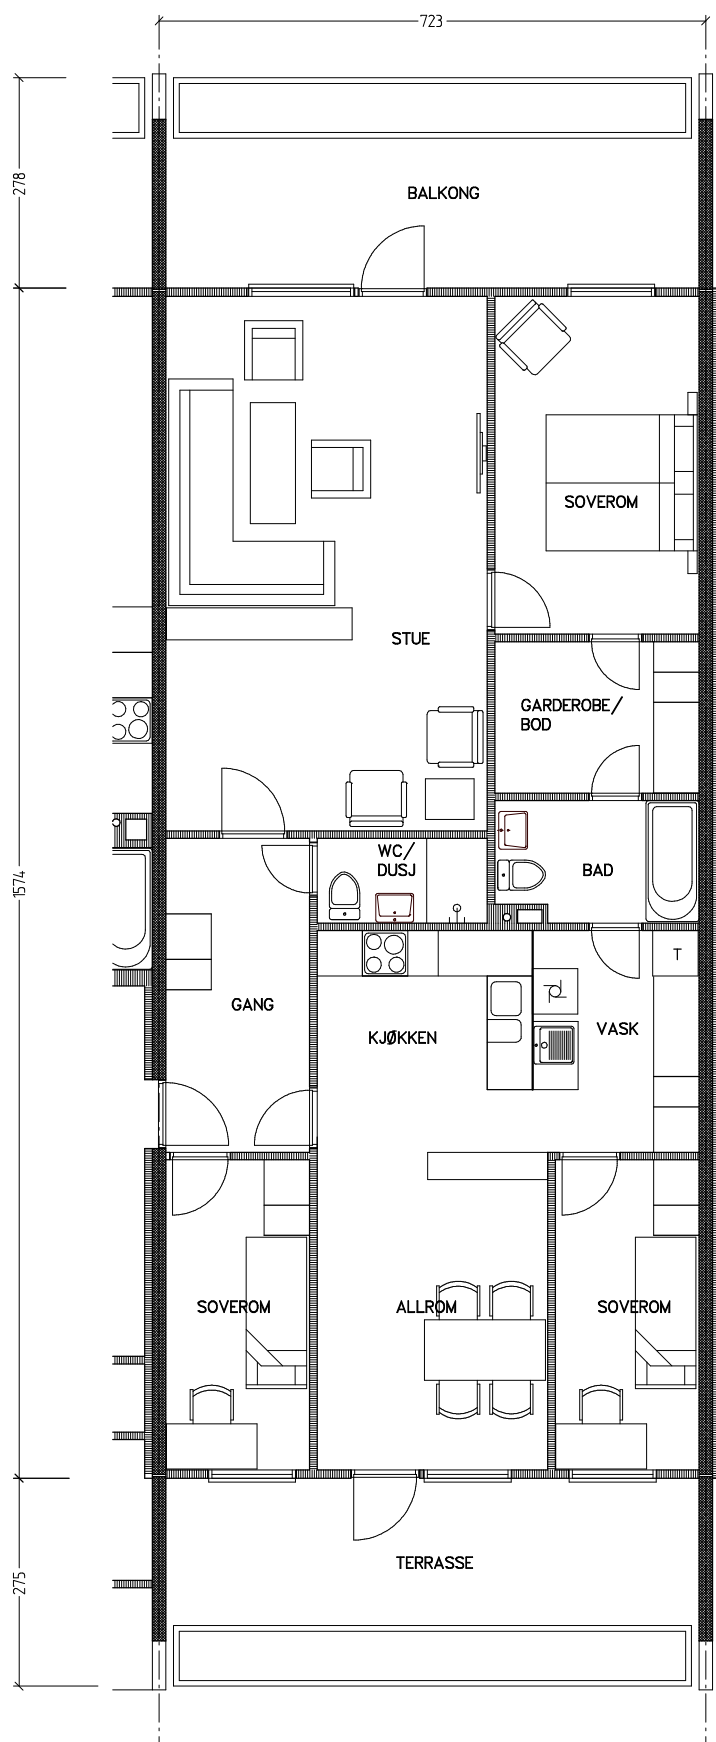 723
278
BALKONG
SOVEROM
STUE
GARDEROBE/
BOD
WC/
DUSJ
BAD
1574
T
GANG
VASK
KJØKKEN
SOVEROM
ALLROM
SOVEROM
TERRASSE
275